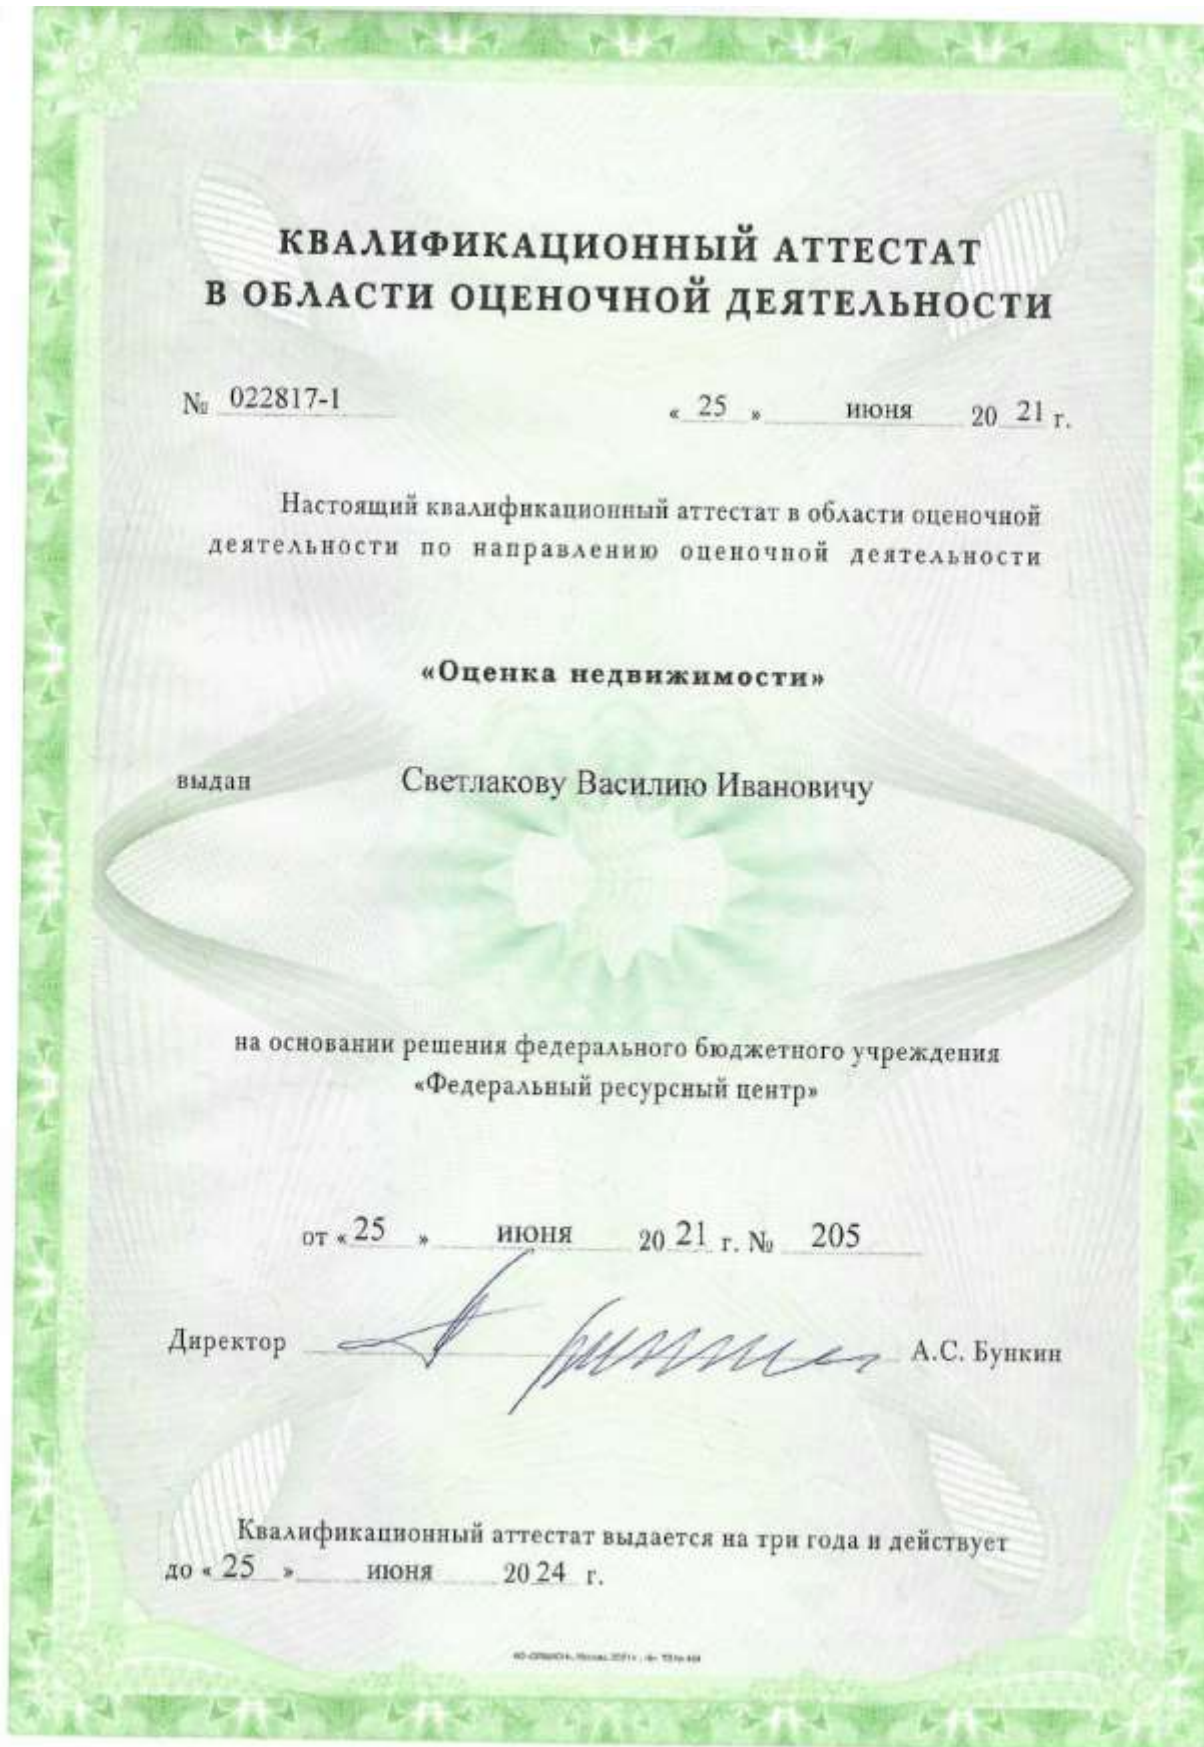 КВАЛИФИКАЦИОННЫЙ АТТЕСТАТ
В ОБЛАСТИ ОЦЕНОЧНОЙ ДЕЯТЕЛЬНОСТИ
№ 022817-1 « 25 » июня 20 21 г.
Настоящий квалификационный аттестат в области оценочной
деятельности по направлению оценочной деятельности
«Оценка недвижимости»
выдан Светлакову Василию Ивановичу
на основании решения федерального бюджетного учреждения
«Федеральный ресурсный центр»
от « 25 » июня 20 21 г. № 205
Директор А.С. Бункин
Квалификационный аттестат выдается на три года и действует
до « 25 » июня 20 24 г.